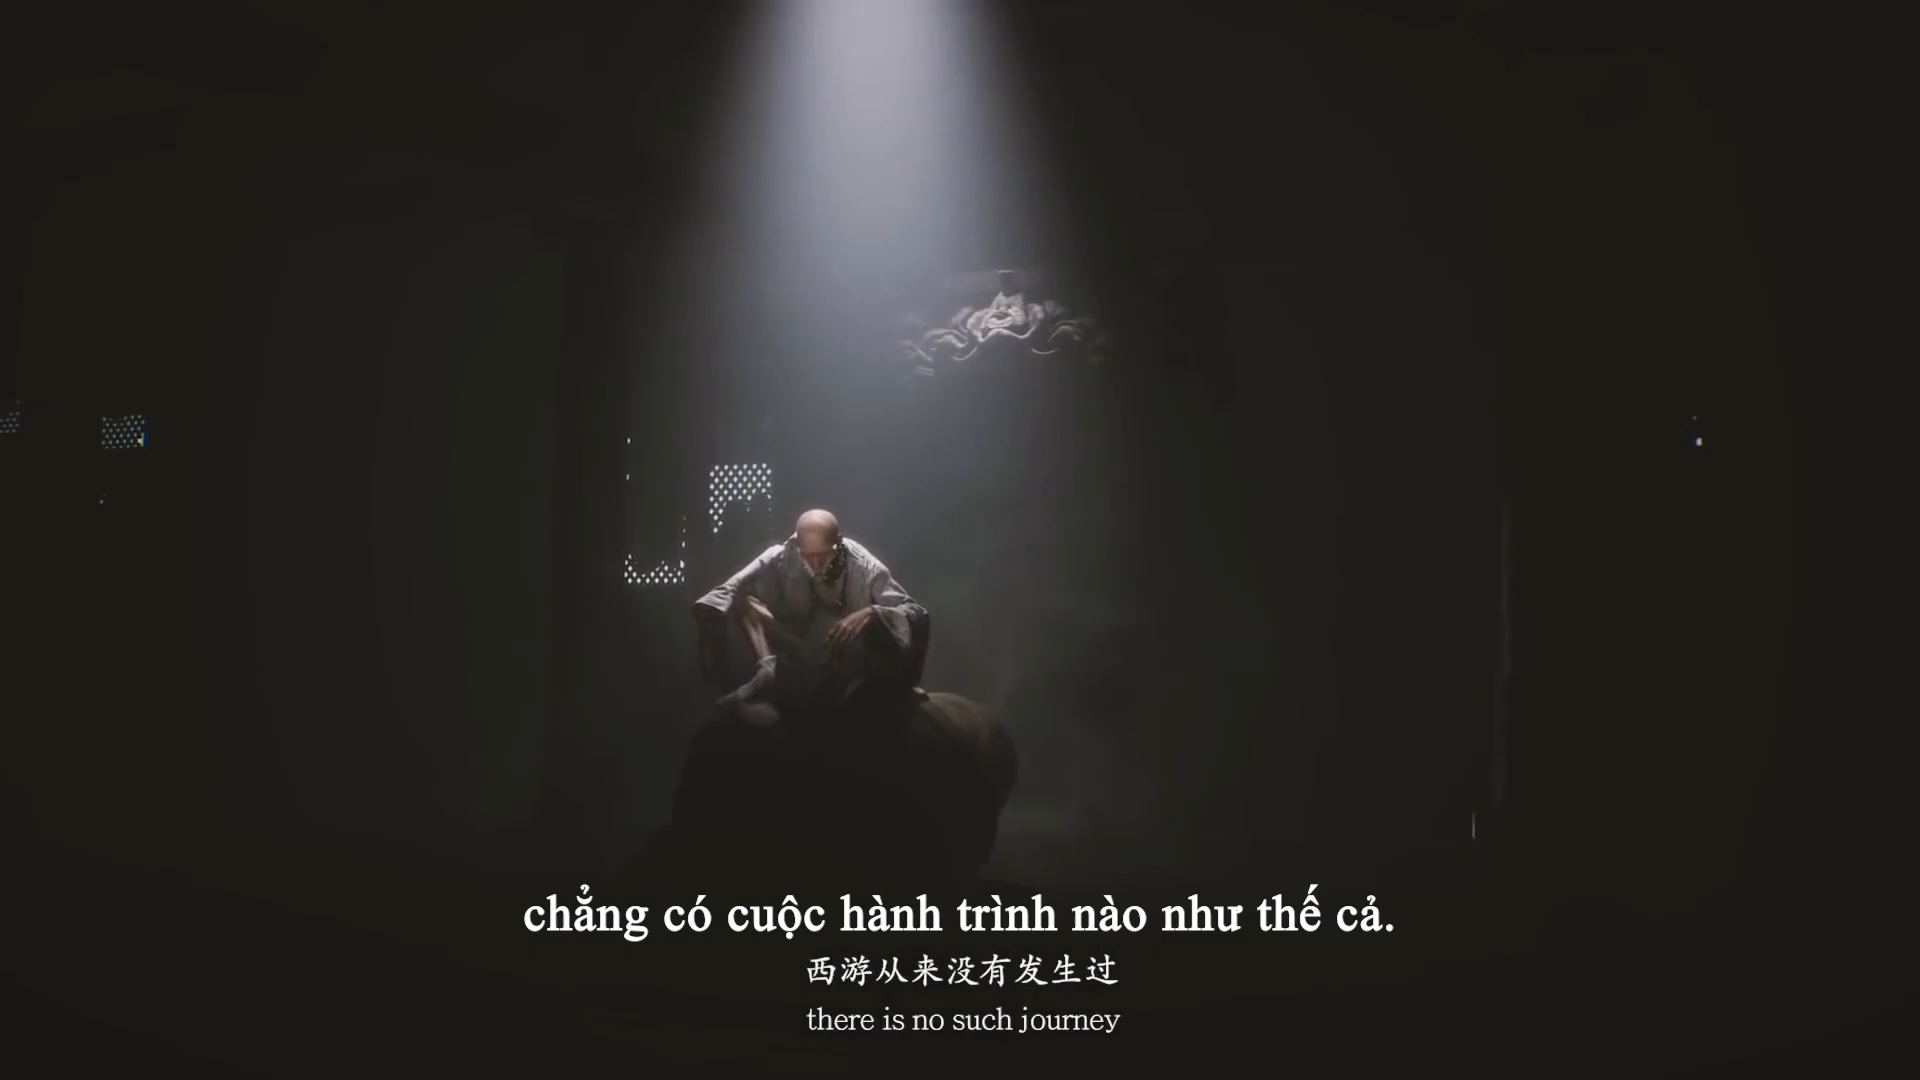 chẳng có cuộc hành trình nào như thế cả.
西游从来没有发生过
there is no such journey